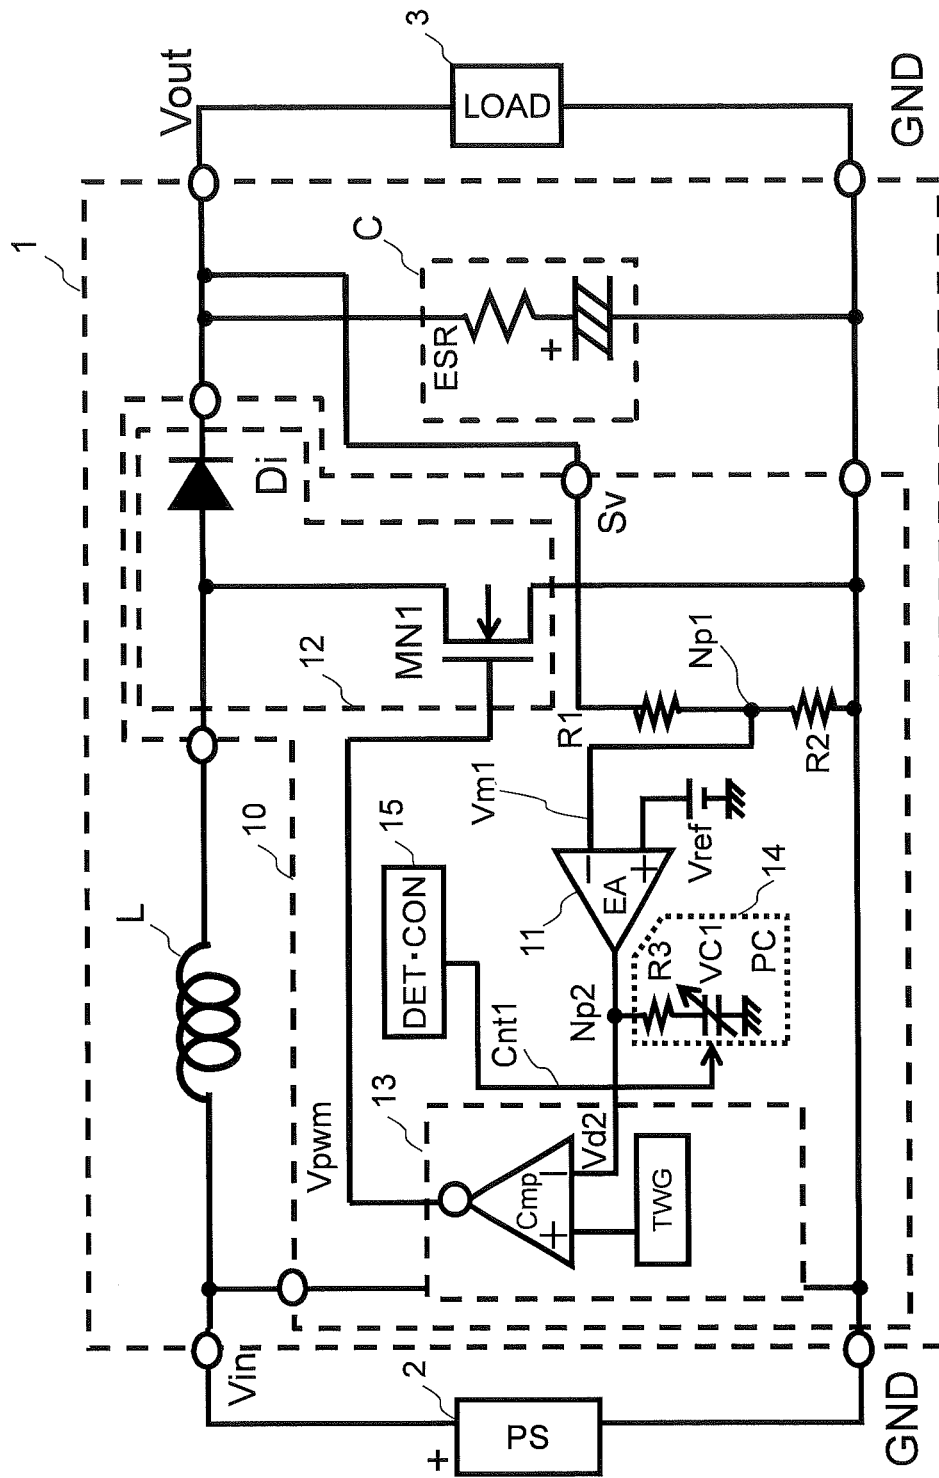 1
Vout
3
LOAD
GND
C
ESR
+
Di
Sv
12
MN1
Np1
R1
R2
10
L
15
DET·CON
Vm1
Vref
−
+
EA
11
14
Np2
R3
VC1
PC
Cnt1
13
Vpwm
Vd2
Cmp
−
+
TWG
Vin
2
PS
+
GND